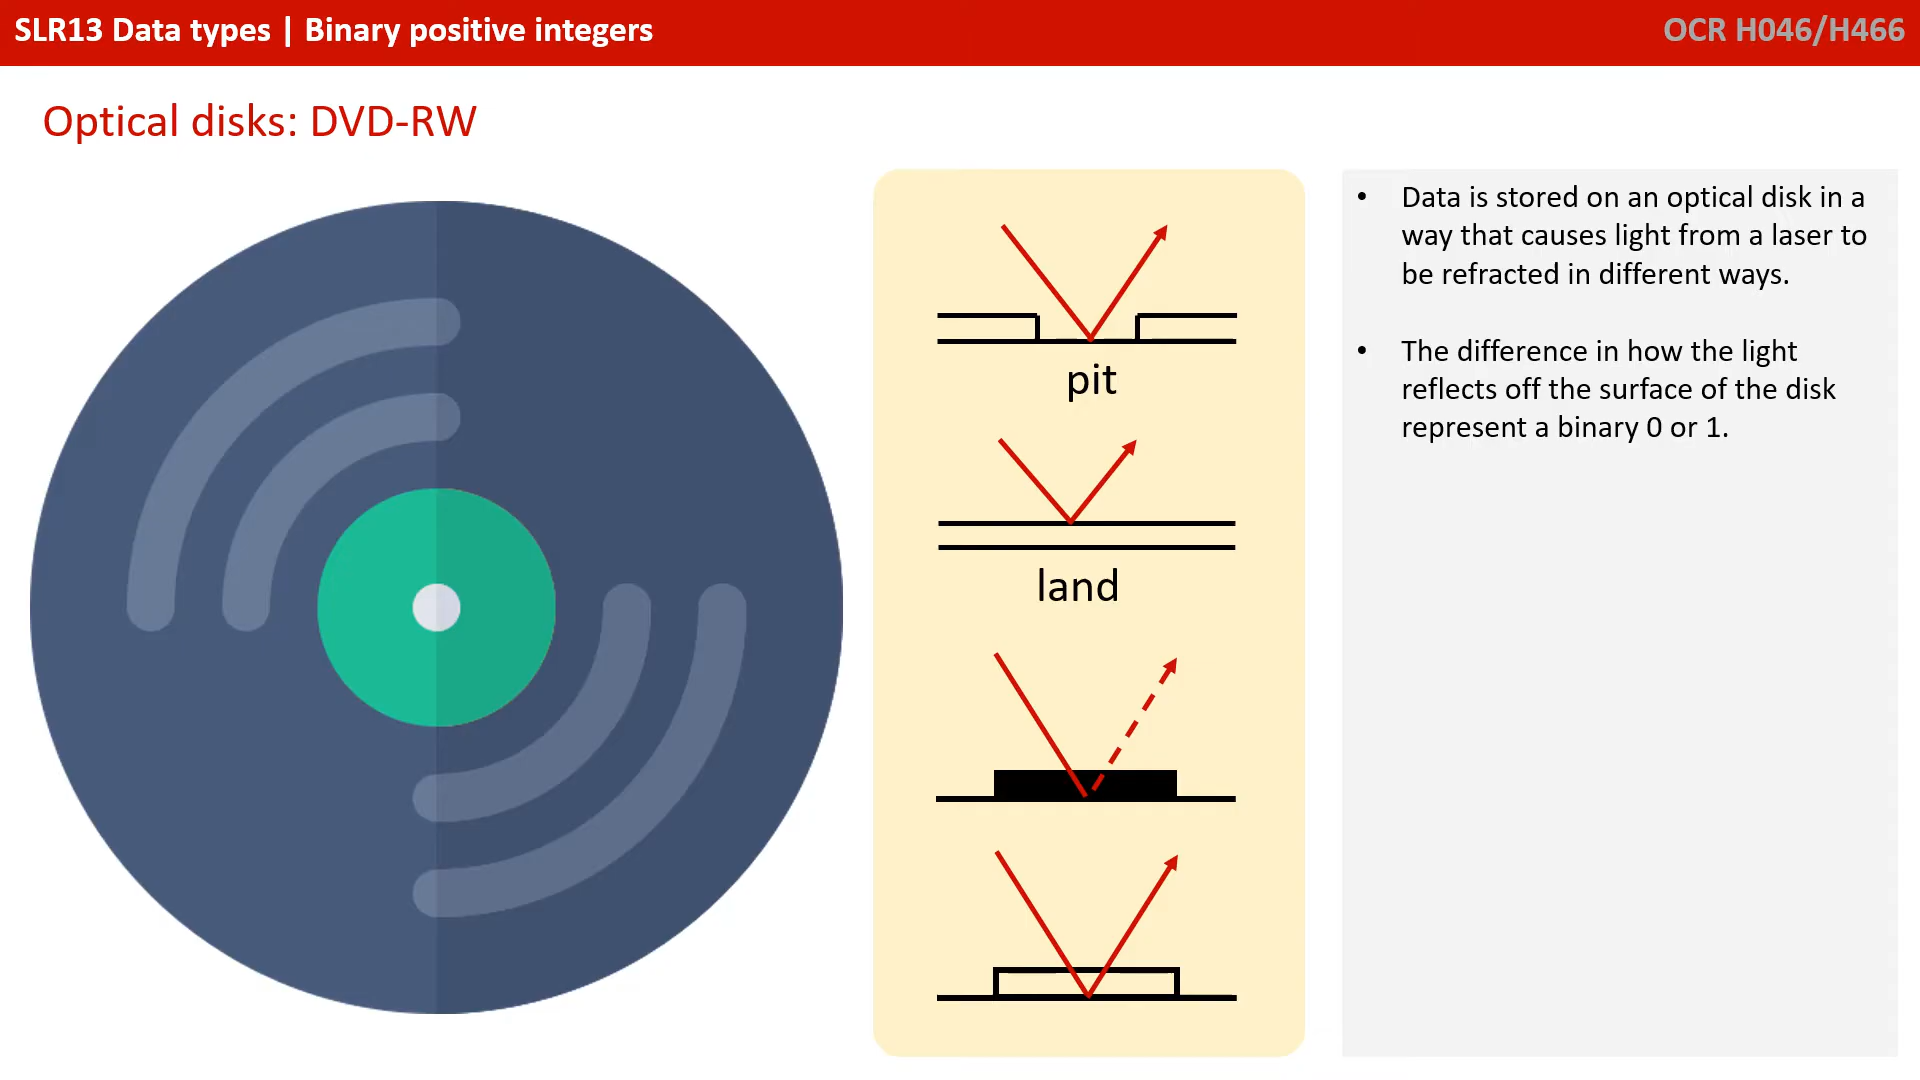 SLR13 Data types | Binary positive integers
OCR H046/H466
Optical disks: DVD-RW
pit
land
• Data is stored on an optical disk in a
way that causes light from a laser to
be refracted in different ways.
• The difference in how the light
reflects off the surface of the disk
represent a binary 0 or 1.